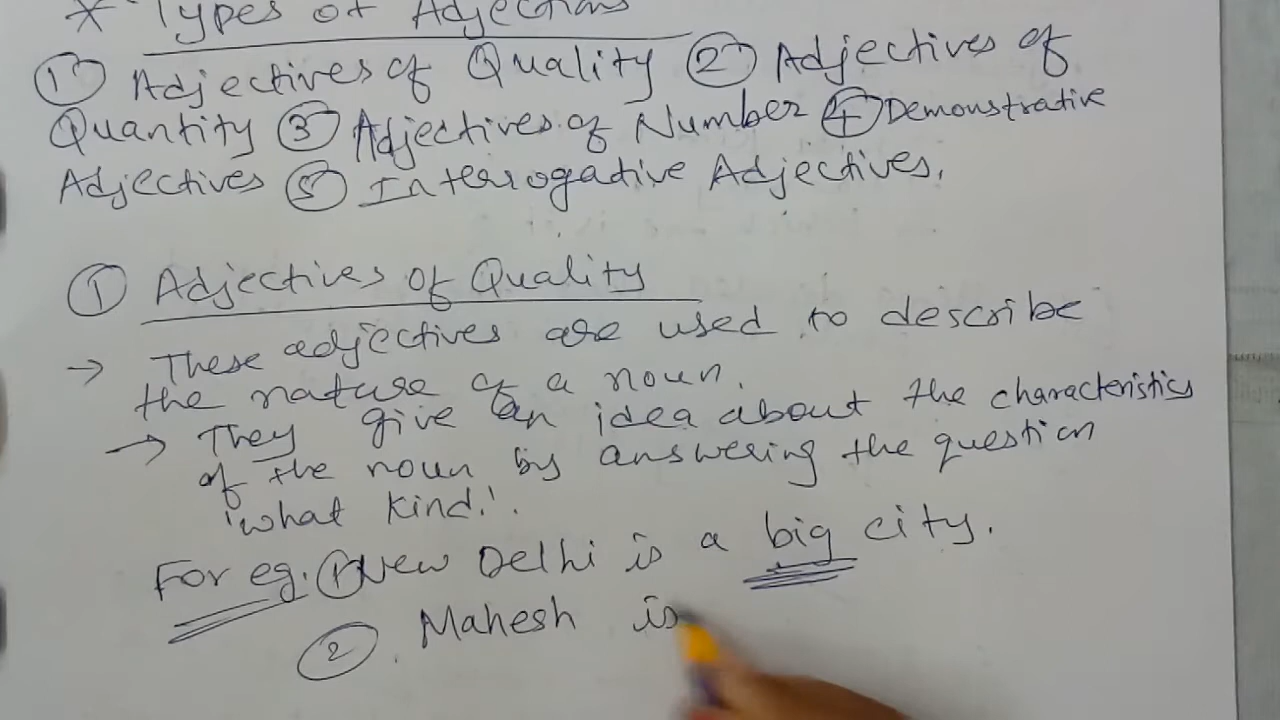 * Types of Adjectives
① Adjectives of Quality ② Adjectives of
Quantity ③ Adjectives of Number ④ Demonstrative
Adjectives ⑤ Interrogative Adjectives.
① Adjectives of Quality
→ These adjectives are used to describe
the nature of a noun.
→ They give an idea about the characteristics
of the noun by answering the question
'what kind.'.
For eg. ① New Delhi is a big city.
②. Mahesh is